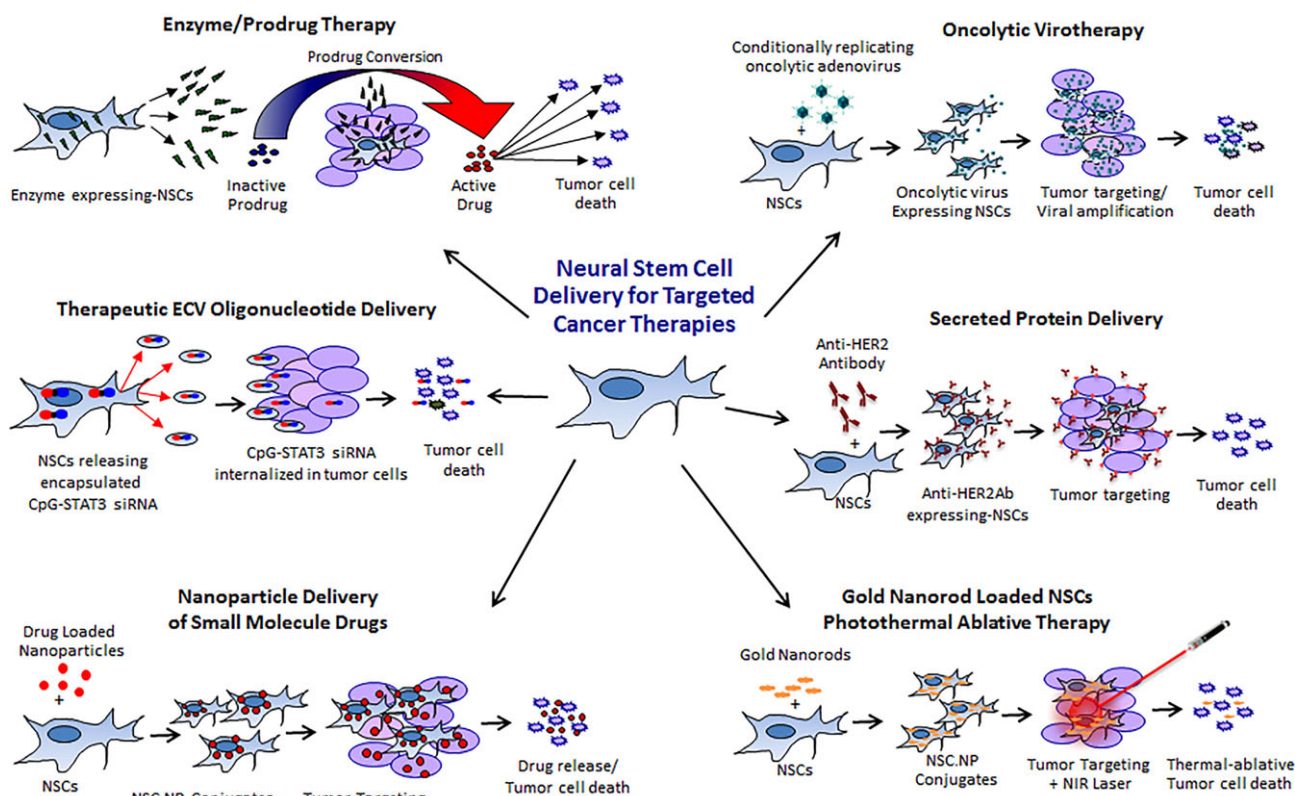 Enzyme/Prodrug Therapy
Prodrug Conversion
Enzyme expressing-NSCs
Inactive
Prodrug
Active
Drug
Tumor cell
death
Oncolytic Virotherapy
Conditionally replicating
oncolytic adenovirus
+
NSCs
Oncolytic virus
Expressing NSCs
Tumor targeting/
Viral amplification
Tumor cell
death
Neural Stem Cell
Delivery for Targeted
Cancer Therapies
Therapeutic ECV Oligonucleotide Delivery
NSCs releasing
encapsulated
CpG-STAT3 siRNA
CpG-STAT3 siRNA
internalized in tumor cells
Tumor cell
death
Secreted Protein Delivery
Anti-HER2
Antibody
+
NSCs
Anti-HER2Ab
expressing-NSCs
Tumor targeting
Tumor cell
death
Nanoparticle Delivery
of Small Molecule Drugs
Drug Loaded
Nanoparticles
+
NSCs
NSC.NP Conjugates
Tumor Targeting
Drug release/
Tumor cell death
Gold Nanorod Loaded NSCs
Photothermal Ablative Therapy
Gold Nanorods
+
NSCs
NSC.NP
Conjugates
Tumor Targeting
+ NIR Laser
Thermal-ablative
Tumor cell death